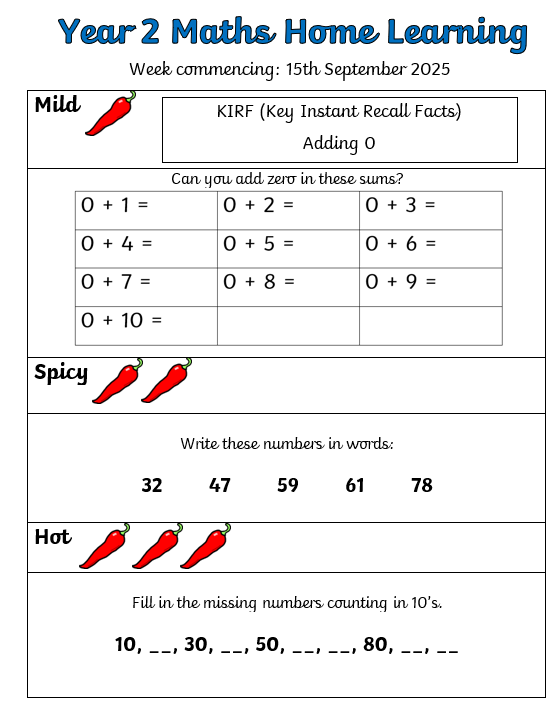 Year 2 Maths Home Learning
Week commencing: 15th September 2025
Mild
KIRF (Key Instant Recall Facts)
Adding 0
Can you add zero in these sums?
0 + 1 = 0 + 2 = 0 + 3 =
0 + 4 = 0 + 5 = 0 + 6 =
0 + 7 = 0 + 8 = 0 + 9 =
0 + 10 =
Spicy
Write these numbers in words:
32 47 59 61 78
Hot
Fill in the missing numbers counting in 10's.
10, __, 30, __, 50, __, __, 80, __, __